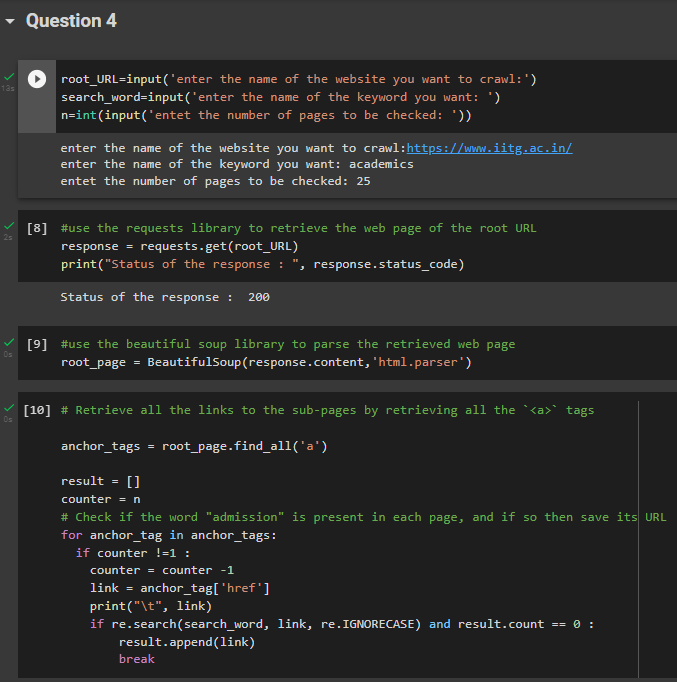 Question 4
13s
root_URL=input('enter the name of the website you want to crawl:')
search_word=input('enter the name of the keyword you want: ')
n=int(input('entet the number of pages to be checked: '))
enter the name of the website you want to crawl:https://www.iitg.ac.in/
enter the name of the keyword you want: academics
entet the number of pages to be checked: 25
2s
[8] #use the requests library to retrieve the web page of the root URL
response = requests.get(root_URL)
print("Status of the response : ", response.status_code)
Status of the response :  200
0s
[9] #use the beautiful soup library to parse the retrieved web page
root_page = BeautifulSoup(response.content,'html.parser')
0s
[10] # Retrieve all the links to the sub-pages by retrieving all the `<a>` tags
anchor_tags = root_page.find_all('a')
result = []
counter = n
# Check if the word "admission" is present in each page, and if so then save its URL
for anchor_tag in anchor_tags:
  if counter !=1 :
    counter = counter -1
    link = anchor_tag['href']
    print("\t", link)
    if re.search(search_word, link, re.IGNORECASE) and result.count == 0 :
        result.append(link)
        break